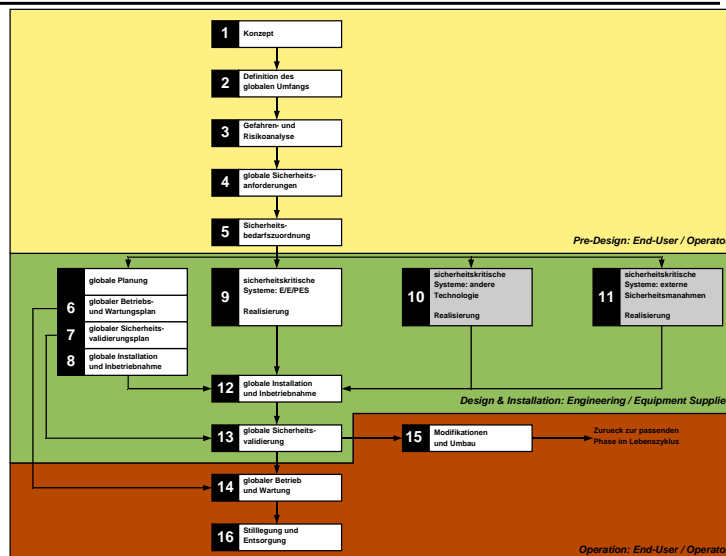 1 Konzept
2 Definition des
globalen Umfangs
3 Gefahren- und
Risikoanalyse
4 globale Sicherheits-
anforderungen
5 Sicherheits-
bedarfszuordnung
Pre-Design: End-User / Operator
globale Planung
6 globaler Betriebs-
und Wartungsplan
7 globaler Sicherheits-
validierungsplan
8 globale Installation
und Inbetriebnahme
9 sicherheitskritische
Systeme: E/E/PES
Realisierung
10 sicherheitskritische
Systeme: andere
Technologie
Realisierung
11 sicherheitskritische
Systeme: externe
Sicherheitsmanahmen
Realisierung
12 globale Installation
und Inbetriebnahme
Design & Installation: Engineering / Equipment Supplie
13 globale Sicherheits-
validierung
15 Modifikationen
und Umbau
Zurueck zur passenden
Phase im Lebenszyklus
14 globaler Betrieb
und Wartung
16 Stilllegung und
Entsorgung
Operation: End-User / Operator